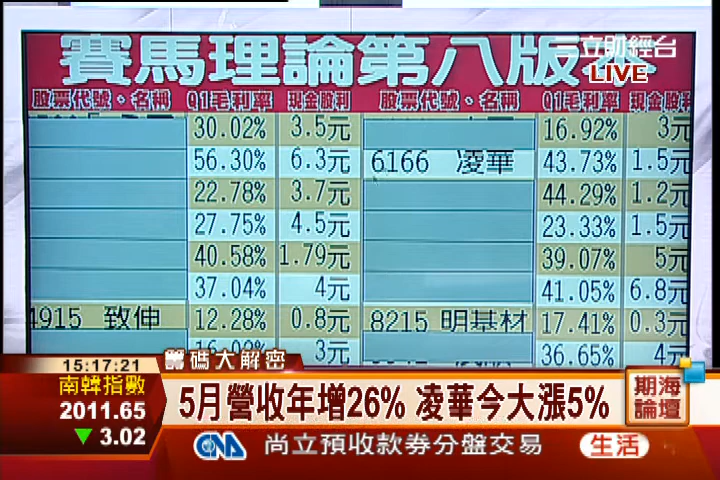 三立財經台
LIVE
賽馬理論第八版本
股票代號、名稱 Q1毛利率 現金股利 股票代號、名稱 Q1毛利率 現金股利
30.02% 3.5元 16.92% 3元
56.30% 6.3元 6166 凌華 43.73% 1.5元
22.78% 3.7元 44.29% 1.2元
27.75% 4.5元 23.33% 1.5元
40.58% 1.79元 39.07% 5元
37.04% 4元 41.05% 6.8元
4915 致伸 12.28% 0.8元 8215 明基材 17.41% 0.3元
3元 36.65% 4元
15:17:21 碼大解密
南韓指數
2011.65
▼ 3.02
5月營收年增26% 凌華今大漲5%
期海
論壇
CNA 尚立預收款券分盤交易 生活